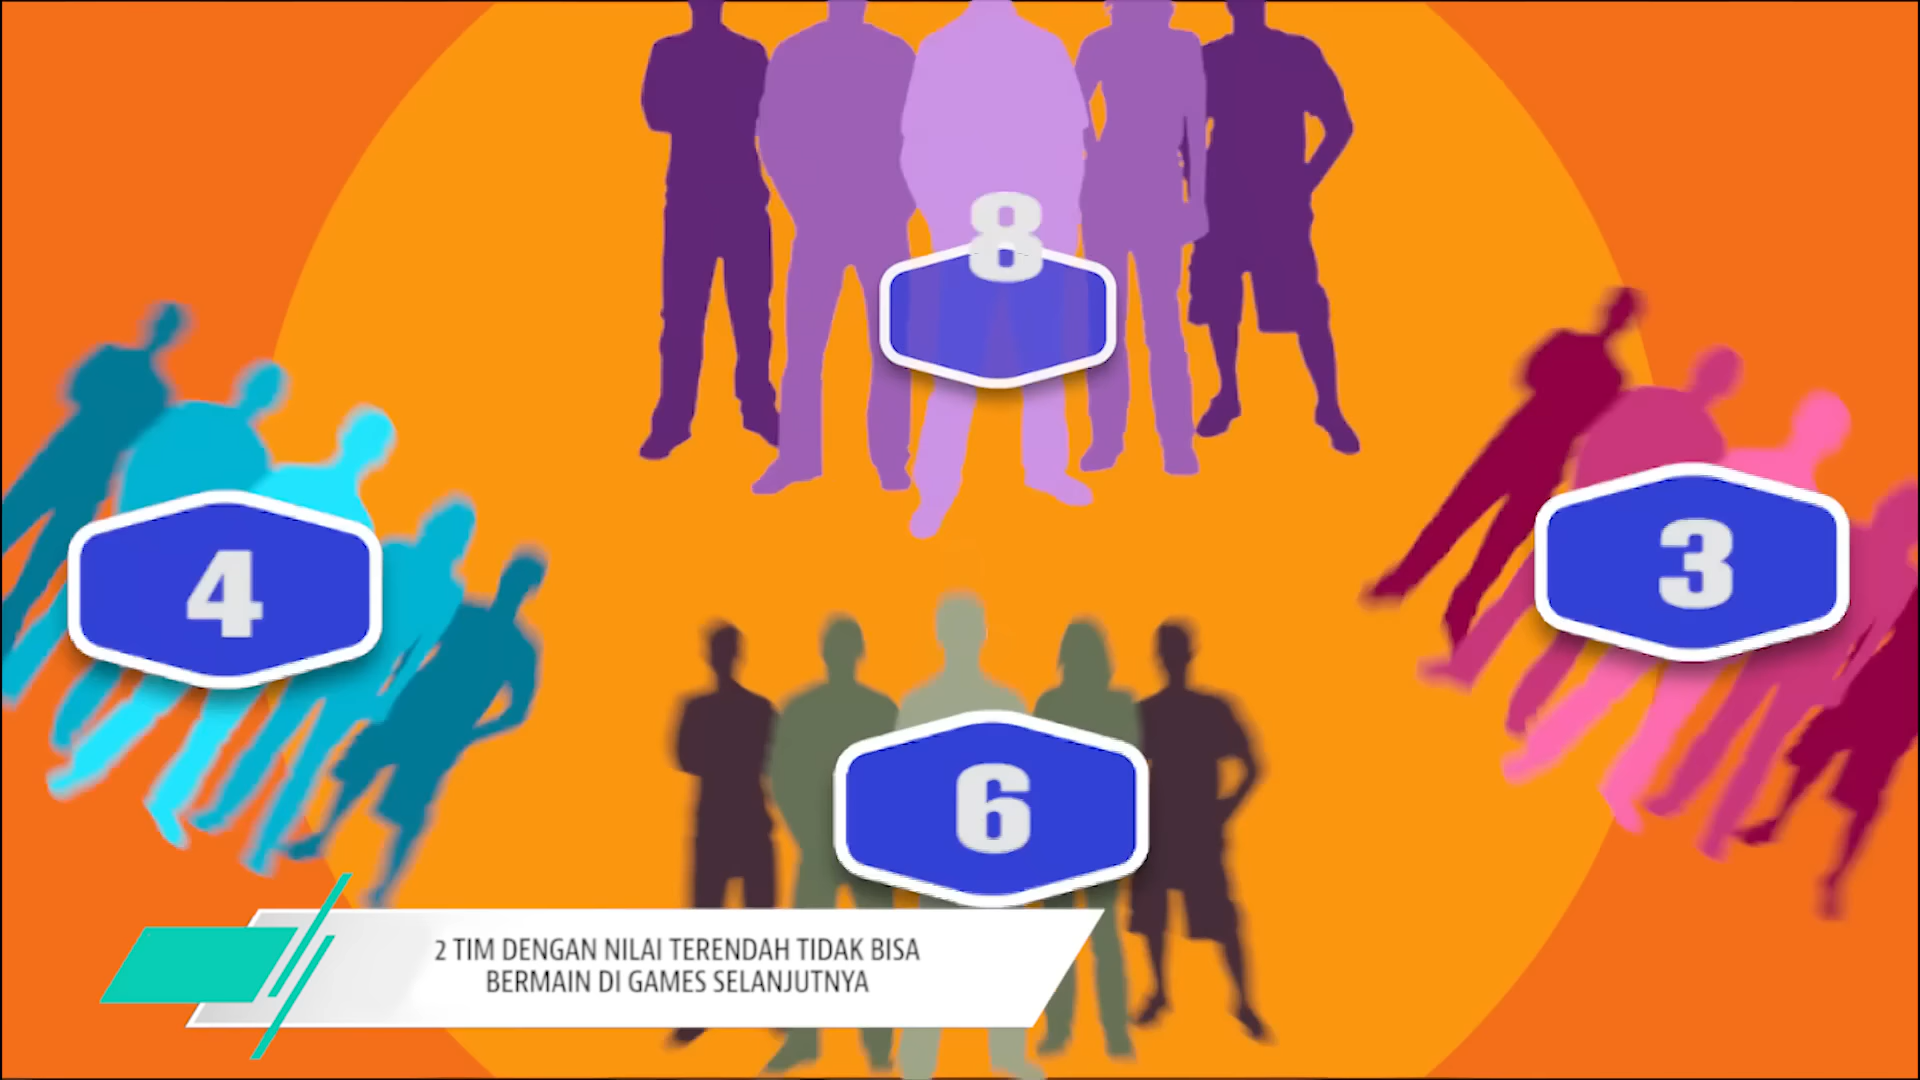 8
4
3
6
2 TIM DENGAN NILAI TERENDAH TIDAK BISA
BERMAIN DI GAMES SELANJUTNYA